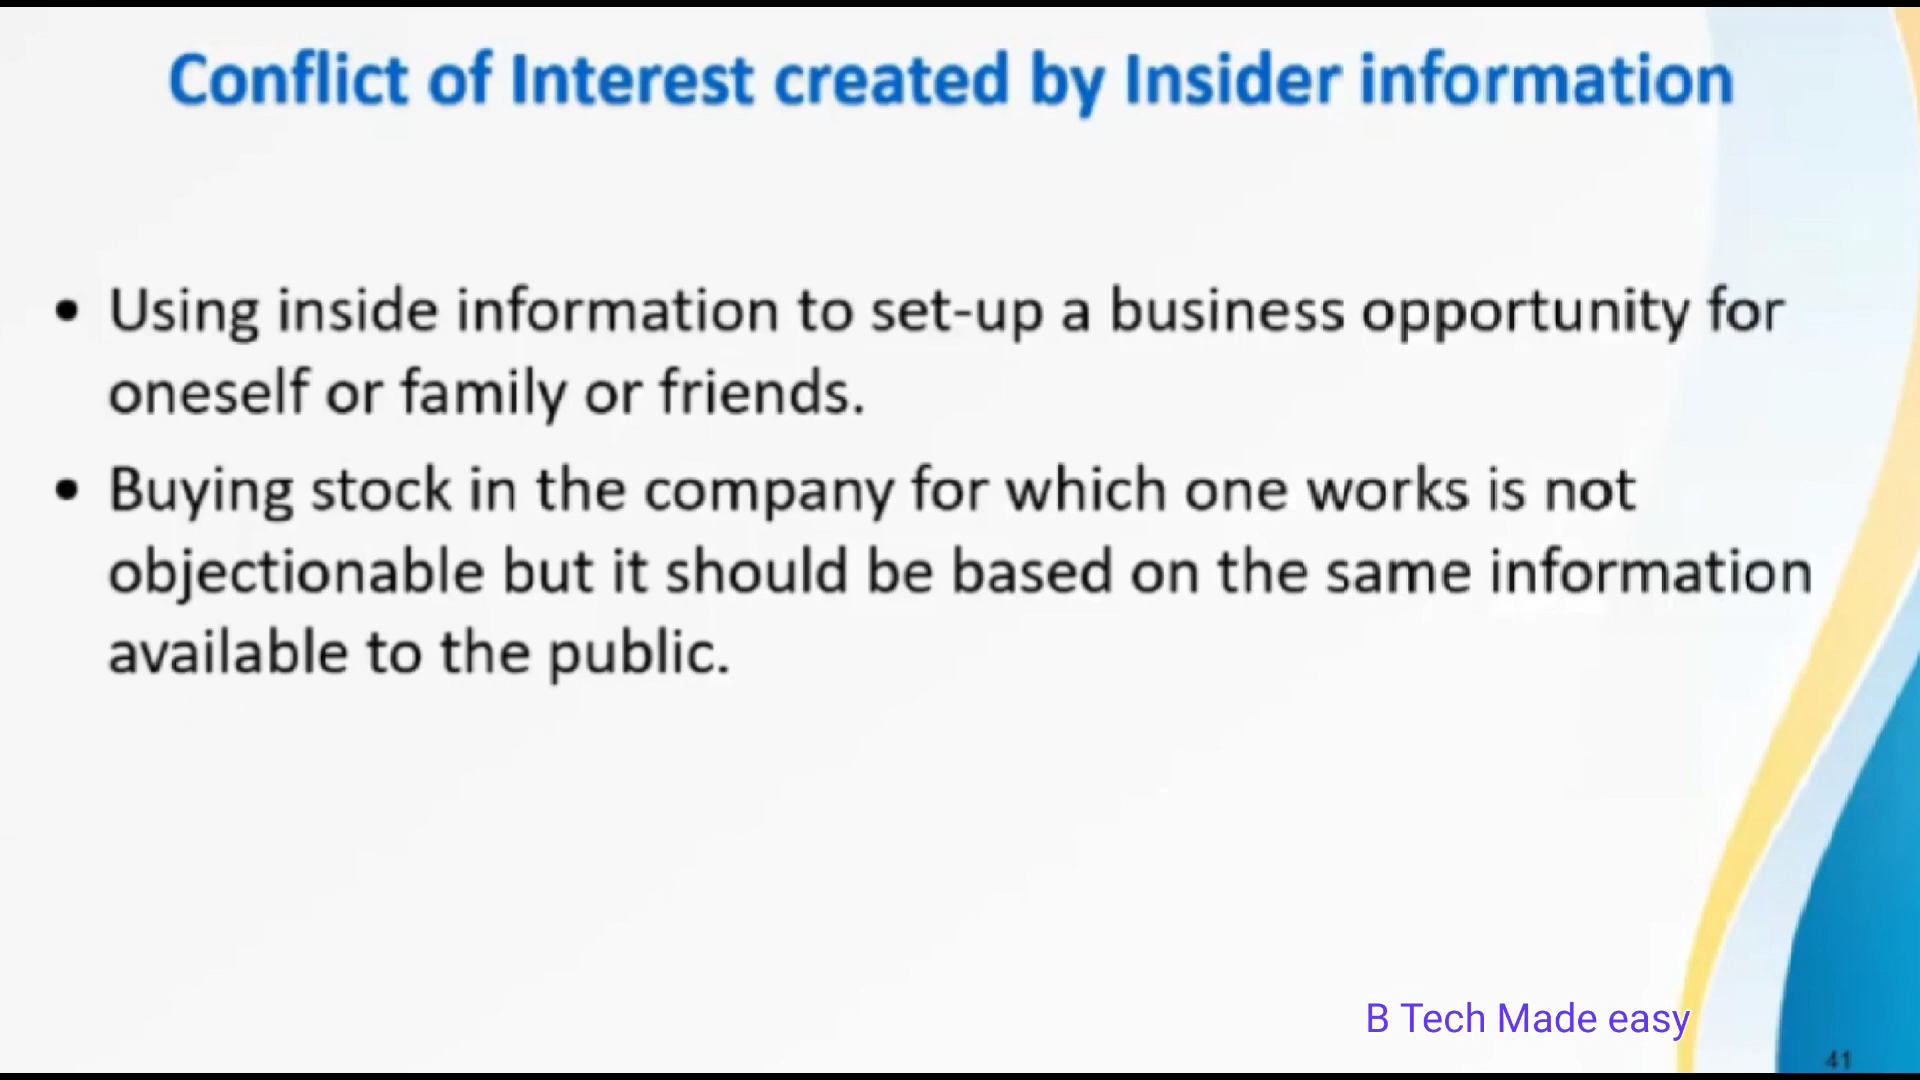 Conflict of Interest created by Insider information
• Using inside information to set-up a business opportunity for
oneself or family or friends.
• Buying stock in the company for which one works is not
objectionable but it should be based on the same information
available to the public.
B Tech Made easy
41